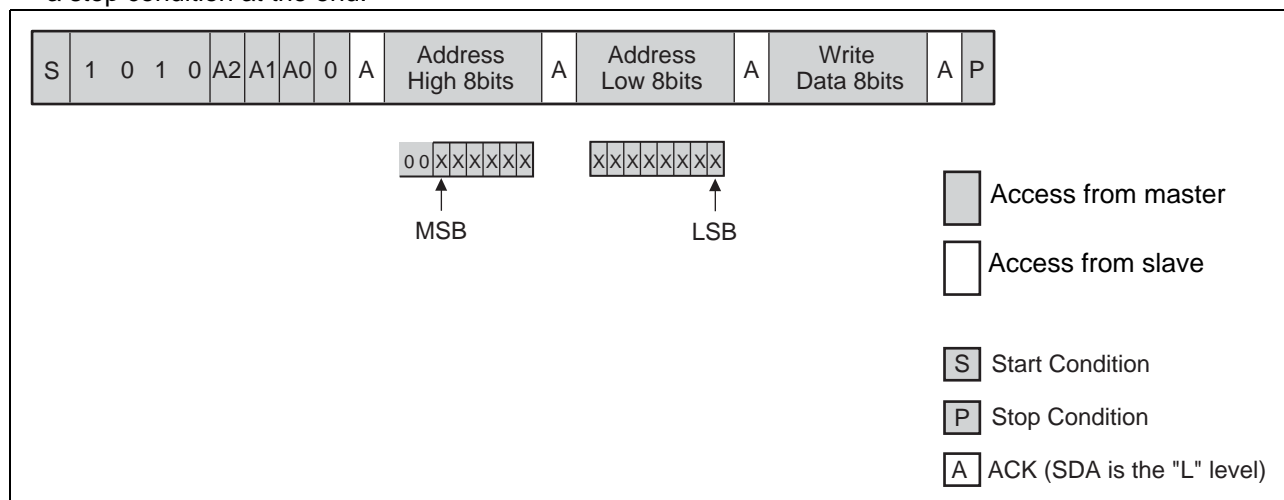 a stop condition at the end.
S 1 0 1 0 A2 A1 A0 0 A Address High 8bits A Address Low 8bits A Write Data 8bits A P
0 0 X X X X X X X X X X X X X X
MSB LSB
Access from master
Access from slave
S Start Condition
P Stop Condition
A ACK (SDA is the "L" level)